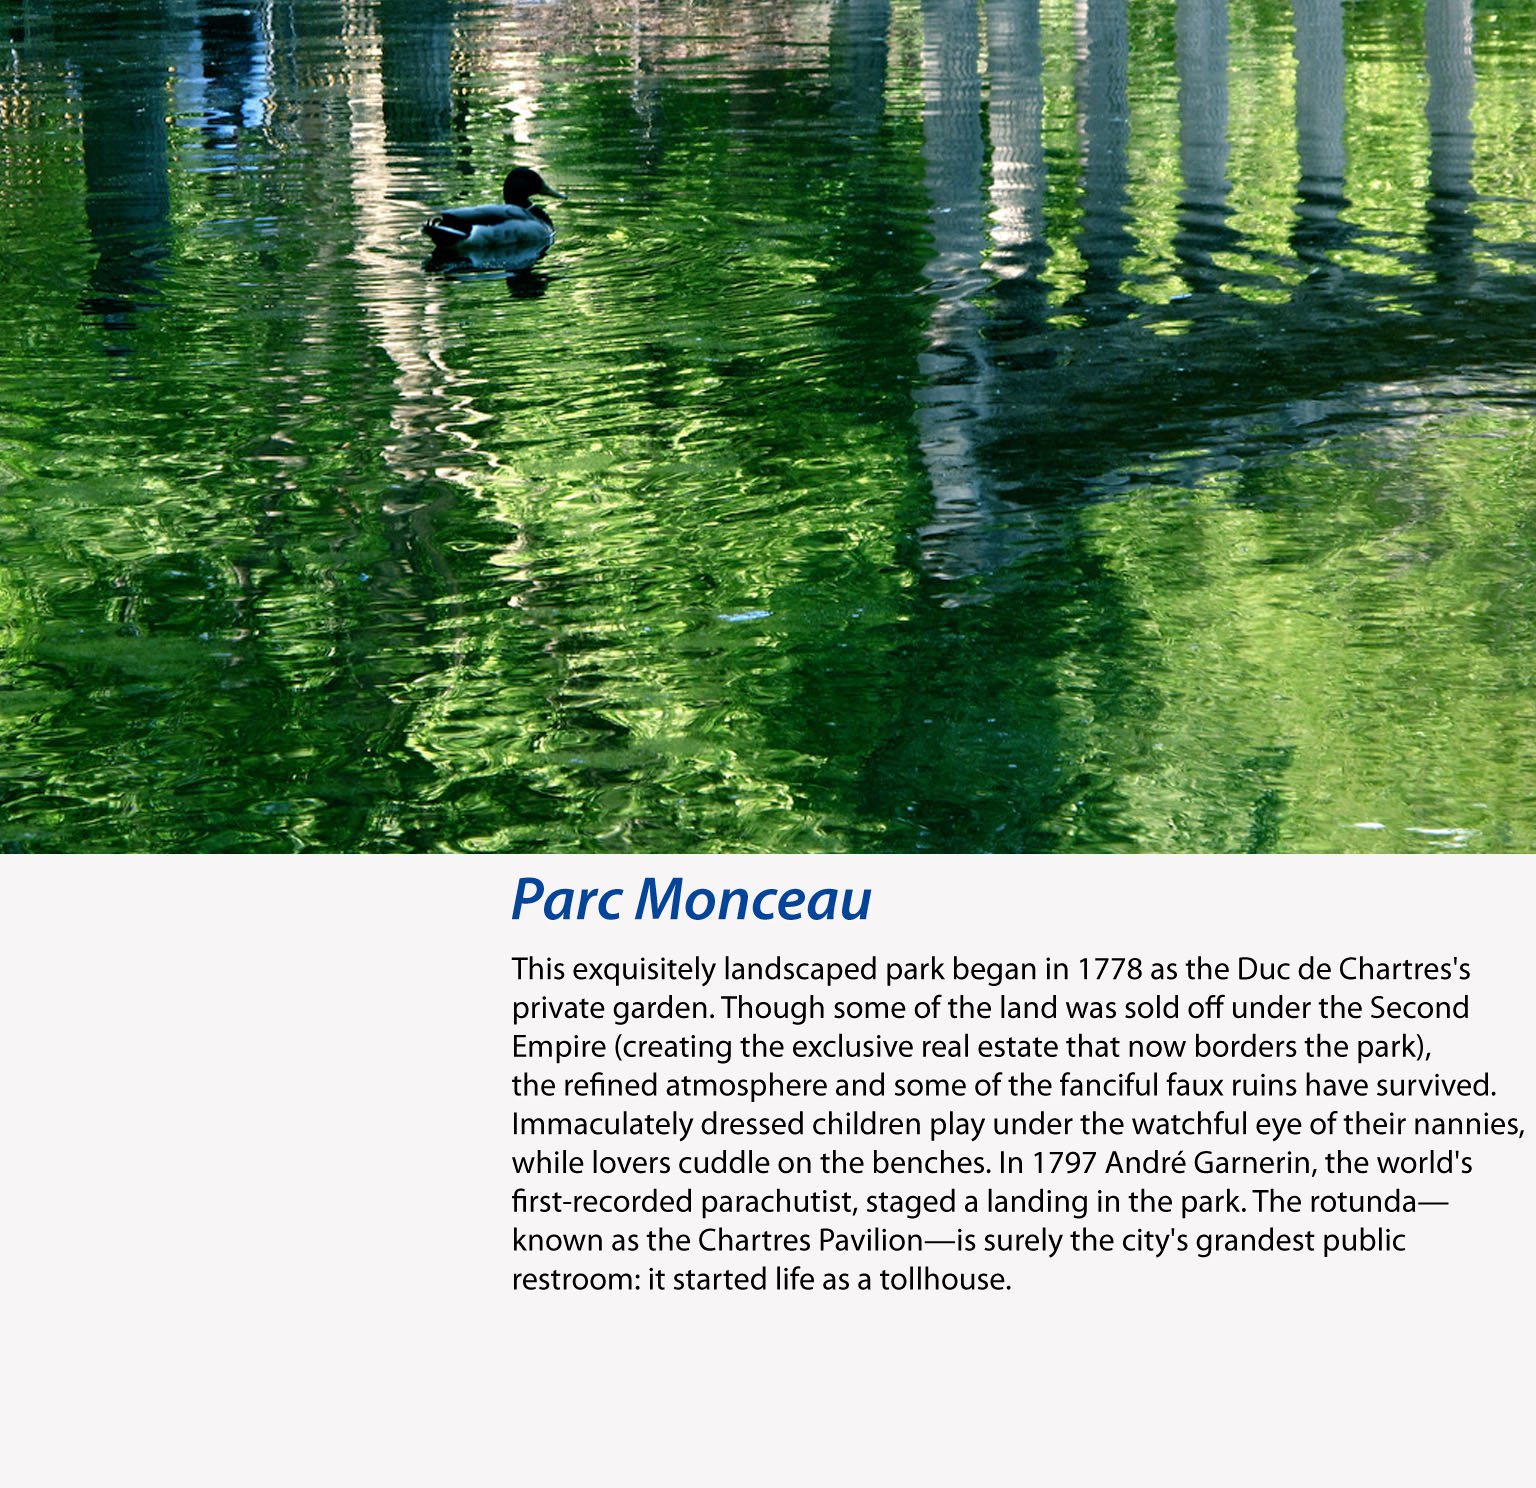 Parc Monceau
This exquisitely landscaped park began in 1778 as the Duc de Chartres's
private garden. Though some of the land was sold off under the Second
Empire (creating the exclusive real estate that now borders the park),
the refined atmosphere and some of the fanciful faux ruins have survived.
Immaculately dressed children play under the watchful eye of their nannies,
while lovers cuddle on the benches. In 1797 André Garnerin, the world's
first-recorded parachutist, staged a landing in the park. The rotunda—
known as the Chartres Pavilion—is surely the city's grandest public
restroom: it started life as a tollhouse.